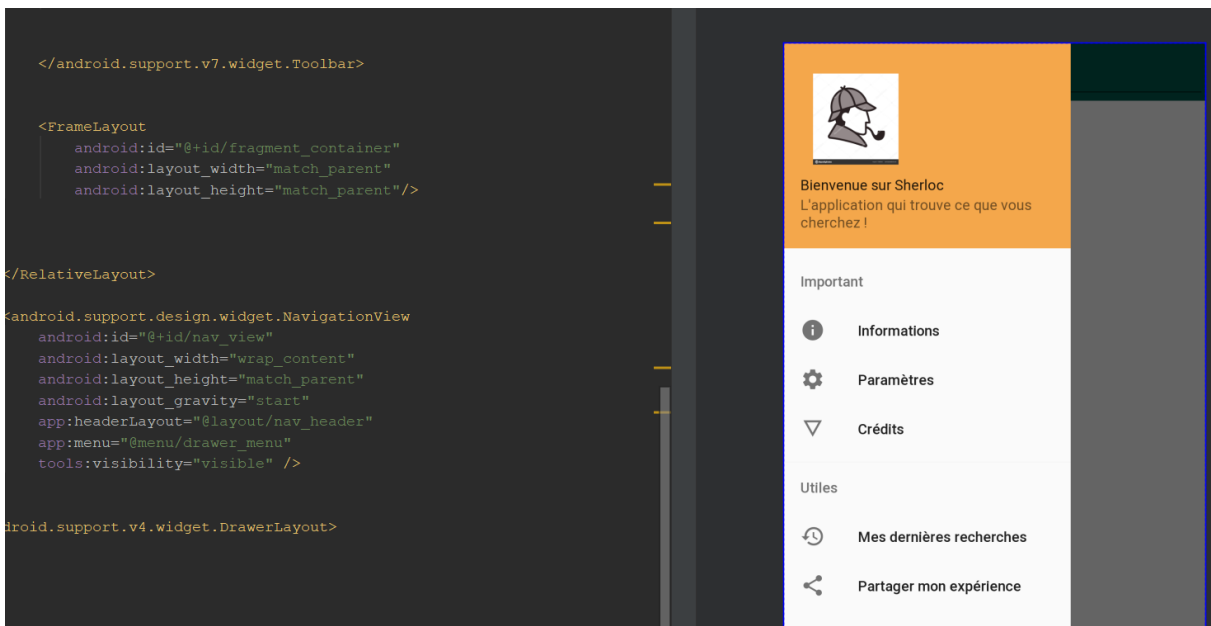 </android.support.v7.widget.Toolbar>
<FrameLayout
android:id="@+id/fragment_container"
android:layout_width="match_parent"
android:layout_height="match_parent"/>
</RelativeLayout>
<android.support.design.widget.NavigationView
android:id="@+id/nav_view"
android:layout_width="wrap_content"
android:layout_height="match_parent"
android:layout_gravity="start"
app:headerLayout="@layout/nav_header"
app:menu="@menu/drawer_menu"
tools:visibility="visible" />
droid.support.v4.widget.DrawerLayout>
Bienvenue sur Sherloc
L'application qui trouve ce que vous
cherchez !
Important
Informations
Paramètres
Crédits
Utiles
Mes dernières recherches
Partager mon expérience